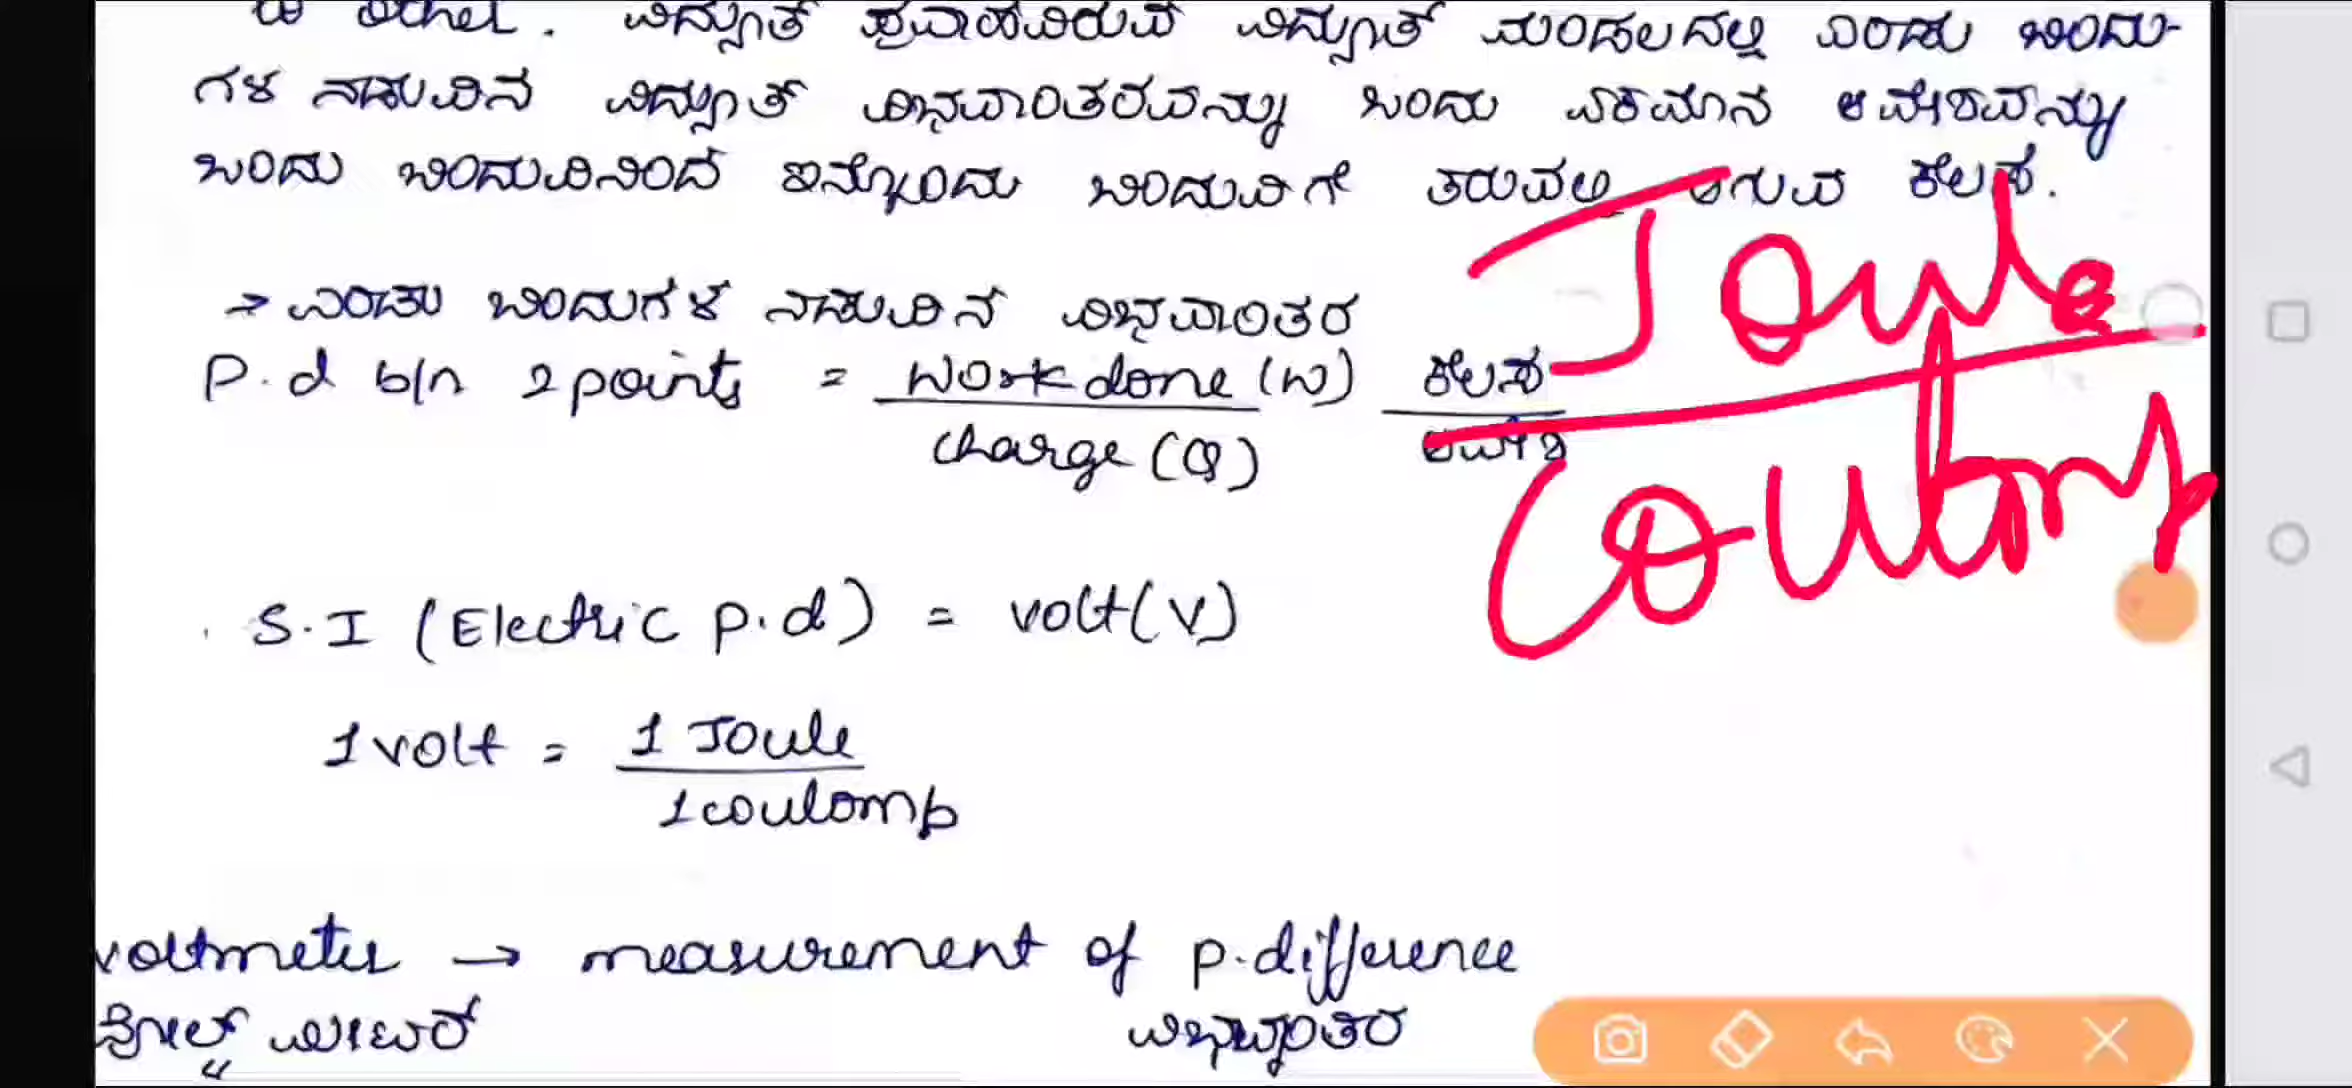 other. ವಿದ್ಯುತ್ ಪ್ರವಾಹವಿರುವ ವಿದ್ಯುತ್ ಮಂಡಲದಲ್ಲಿ ಎರಡು ಬಿಂದು-
ಗಳ ನಡುವಿನ ವಿದ್ಯುತ್ ವಿಭವಾಂತರವನ್ನು ಒಂದು ಏಕಮಾನ ಆವೇಶವನ್ನು
ಒಂದು ಬಿಂದುವಿನಿಂದ ಇನ್ನೊಂದು ಬಿಂದುವಿಗೆ ತರುವಲ್ಲಿ ಆಗುವ ಕೆಲಸ.
→ ಎರಡು ಬಿಂದುಗಳ ನಡುವಿನ ವಿಭವಾಂತರ
P.d b/n 2 points = work done (W) ಕೆಲಸ Joule
charge (Q) ಆವೇಶ Coulomb
S.I (Electric p.d) = volt (V)
1 volt = 1 Joule
1 coulomb
voltmeter → measurement of p.difference
ವೋಲ್ಟ್ ಮೀಟರ್ ವಿಭವಾಂತರ